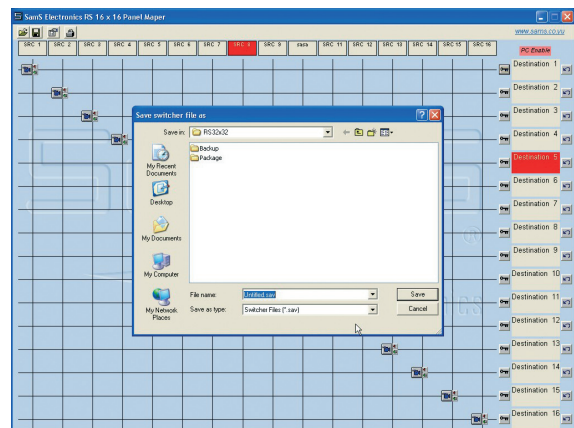 SamS Electronics RS 16 x 16 Panel Maper
www.sams.co.yu
SRC 1 SRC 2 SRC 3 SRC 4 SRC 5 SRC 6 SRC 7 SRC 8 SRC 9 sasa SRC 11 SRC 12 SRC 13 SRC 14 SRC 15 SRC 16
PC Enable
Destination 1
Destination 2
Destination 3
Destination 4
Destination 5
Destination 6
Destination 7
Destination 8
Destination 9
Destination 10
Destination 11
Destination 12
Destination 13
Destination 14
Destination 15
Destination 16
Save switcher file as
Save in: RS32x32
Backup
Package
My Recent
Documents
Desktop
My Documents
My Computer
My Network
Places
File name: Untitled.sav
Save
Save as type: Switcher Files (*.sav)
Cancel